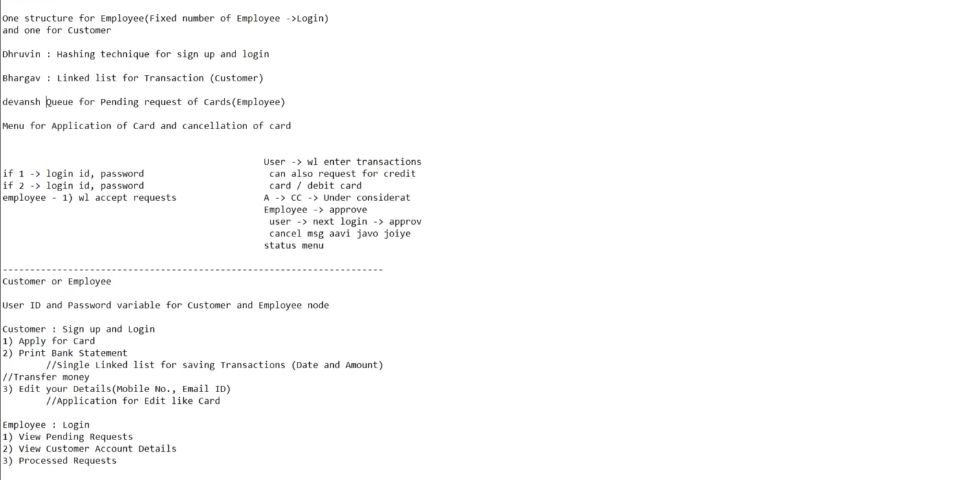 One structure for Employee(Fixed number of Employee ->Login)
and one for Customer
Dhruvin : Hashing technique for sign up and login
Bhargav : Linked list for Transaction (Customer)
devansh Queue for Pending request of Cards(Employee)
Menu for Application of Card and cancellation of card
User -> wl enter transactions
if 1 -> login id, password can also request for credit
if 2 -> login id, password card / debit card
employee - 1) wl accept requests A -> CC -> Under considerat
Employee -> approve
user -> next login -> approv
cancel msg aavi javo joiye
status menu
----------------------------------------------------------------------
Customer or Employee
User ID and Password variable for Customer and Employee node
Customer : Sign up and Login
1) Apply for Card
2) Print Bank Statement
//Single Linked list for saving Transactions (Date and Amount)
//Transfer money
3) Edit your Details(Mobile No., Email ID)
//Application for Edit like Card
Employee : Login
1) View Pending Requests
2) View Customer Account Details
3) Processed Requests